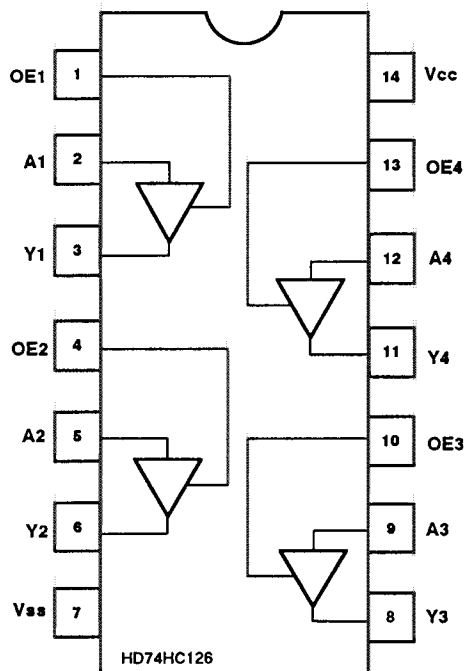 OE1 1
A1 2
Y1 3
OE2 4
A2 5
Y2 6
Vss 7
14 Vcc
13 OE4
12 A4
11 Y4
10 OE3
9 A3
8 Y3
HD74HC126